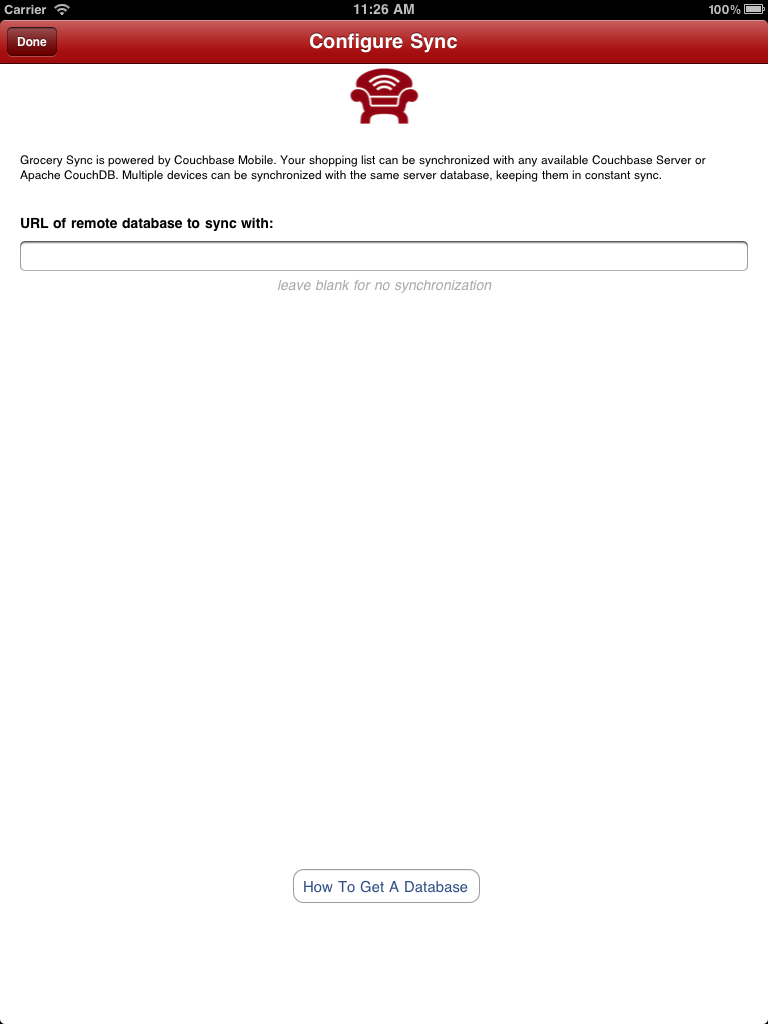 Carrier 11:26 AM 100%
Done Configure Sync
Grocery Sync is powered by Couchbase Mobile. Your shopping list can be synchronized with any available Couchbase Server or
Apache CouchDB. Multiple devices can be synchronized with the same server database, keeping them in constant sync.
URL of remote database to sync with:
leave blank for no synchronization
How To Get A Database